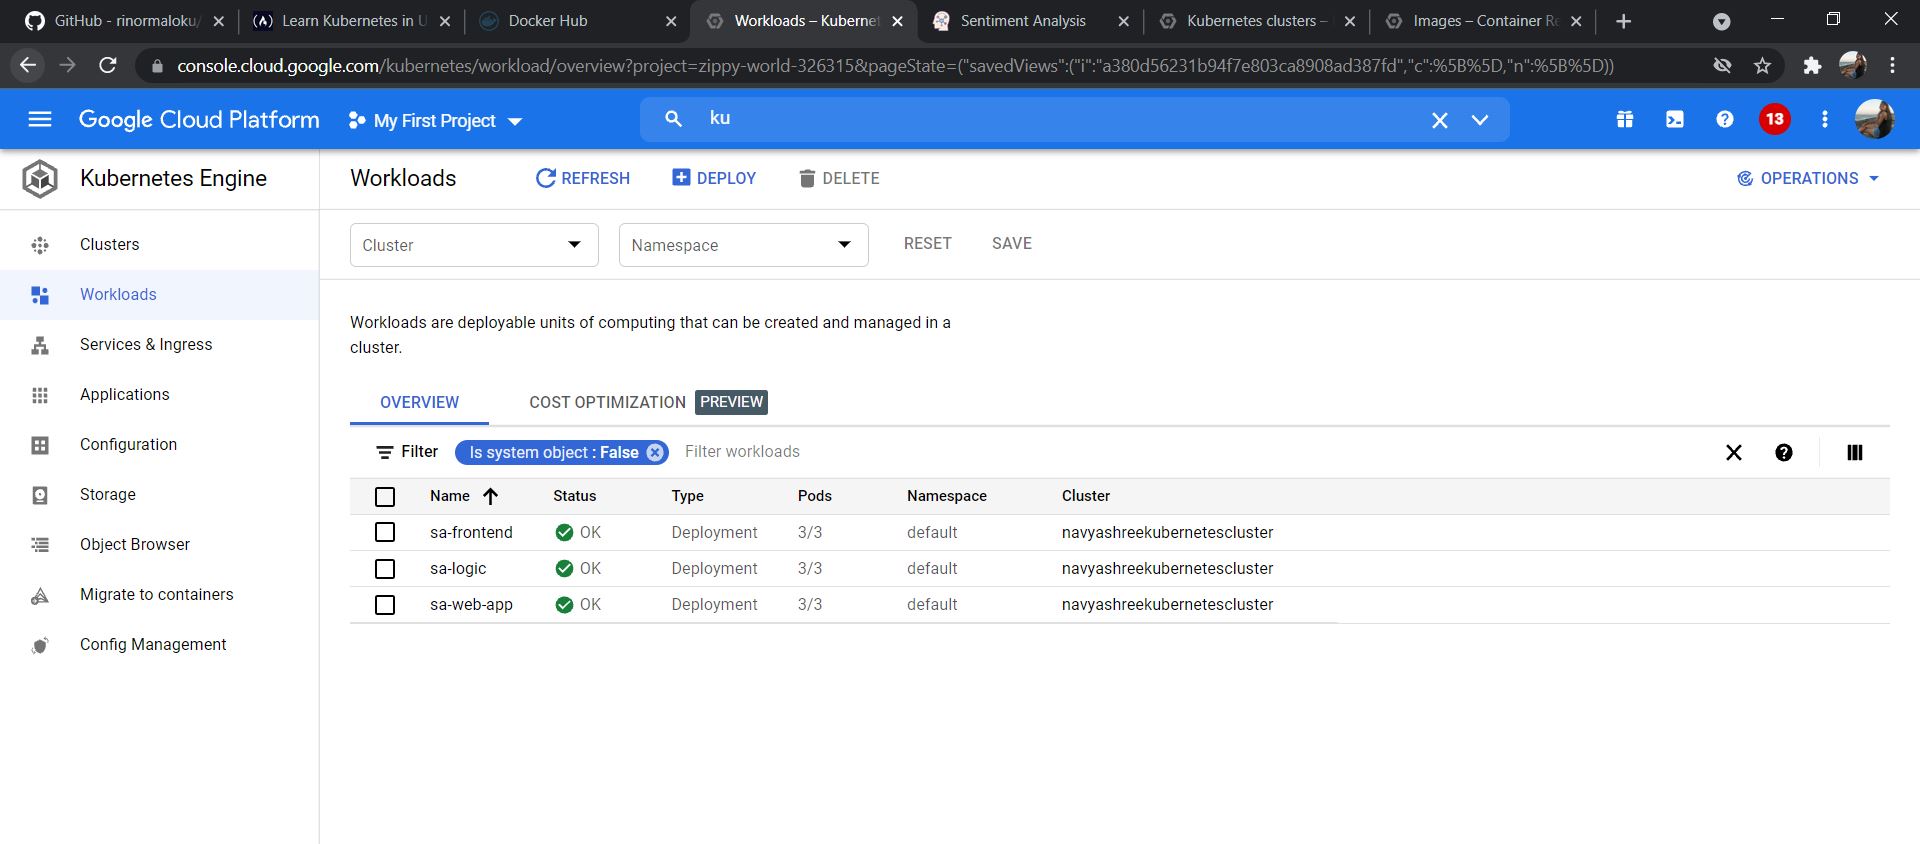 GitHub - rinormaloku/
Learn Kubernetes in U
Docker Hub
Workloads – Kubernet
Sentiment Analysis
Kubernetes clusters –
Images – Container Re
console.cloud.google.com/kubernetes/workload/overview?project=zippy-world-326315&pageState=("savedViews":("i":"a380d56231b94f7e803ca8908ad387fd","c":%5B%5D,"n":%5B%5D))
Google Cloud Platform
My First Project
ku
13
Kubernetes Engine
Workloads
REFRESH
DEPLOY
DELETE
OPERATIONS
Clusters
Workloads
Services & Ingress
Applications
Configuration
Storage
Object Browser
Migrate to containers
Config Management
Cluster
Namespace
RESET
SAVE
Workloads are deployable units of computing that can be created and managed in a
cluster.
OVERVIEW
COST OPTIMIZATION PREVIEW
Filter Is system object : False Filter workloads
Name Status Type Pods Namespace Cluster
sa-frontend OK Deployment 3/3 default navyashreekubernetescluster
sa-logic OK Deployment 3/3 default navyashreekubernetescluster
sa-web-app OK Deployment 3/3 default navyashreekubernetescluster